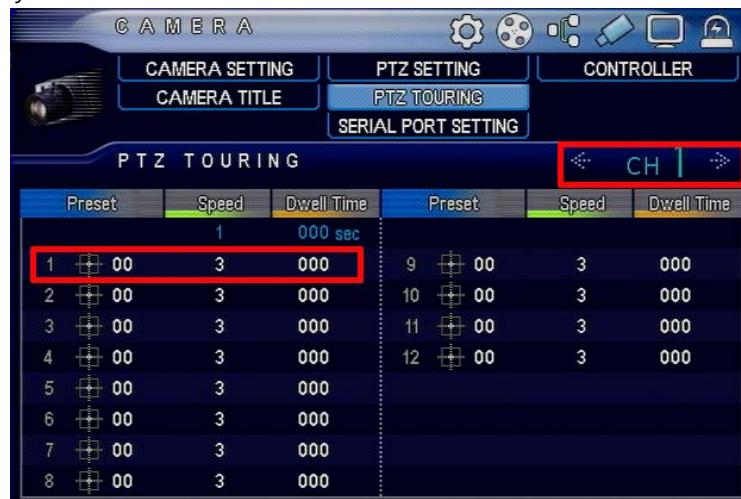 CAMERA
CAMERA SETTING PTZ SETTING CONTROLLER
CAMERA TITLE PTZ TOURING
SERIAL PORT SETTING
PTZ TOURING CH 1
Preset Speed Dwell Time Preset Speed Dwell Time
1 000 sec
1 00 3 000 9 00 3 000
2 00 3 000 10 00 3 000
3 00 3 000 11 00 3 000
4 00 3 000 12 00 3 000
5 00 3 000
6 00 3 000
7 00 3 000
8 00 3 000